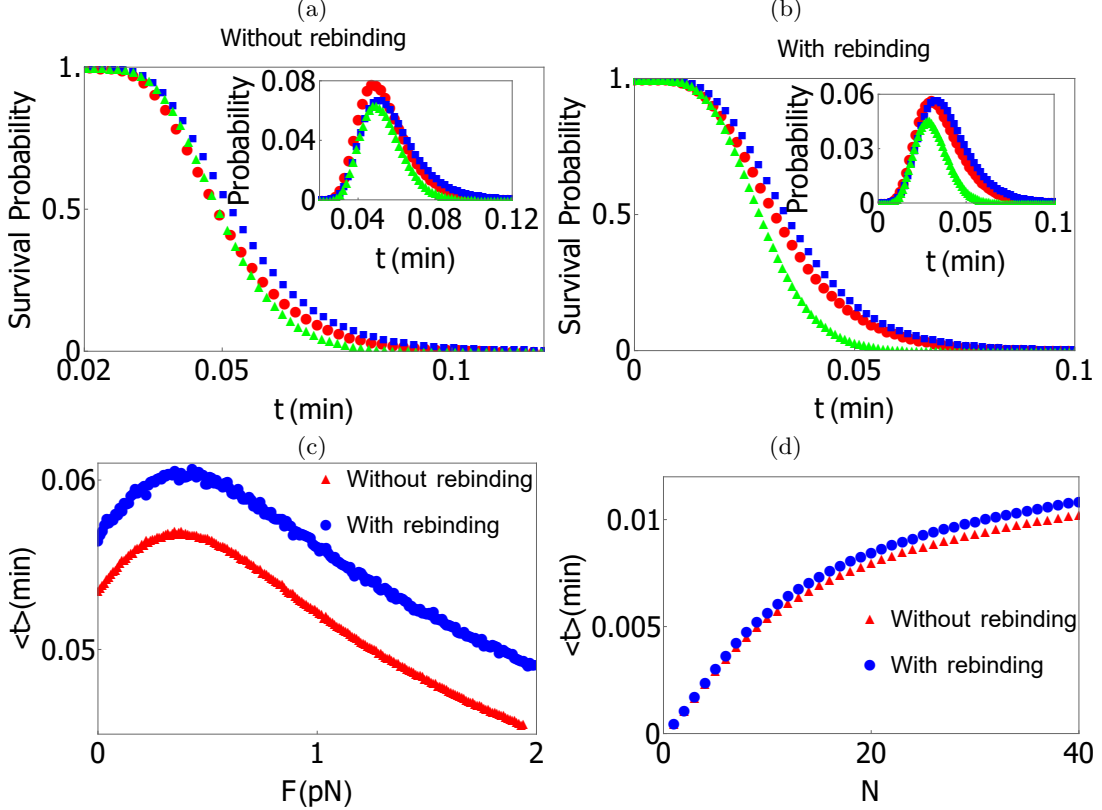 (a)
Without rebinding
Survival Probability
1.
0.5
0
0.02
0.05
0.1
t (min)
Probability
0.08
0.04
0
0.04
0.08
0.12
t (min)
(b)
With rebinding
Survival Probability
1.
0.5
0
0
0.05
0.1
t (min)
Probability
0.06
0.03
0
0
0.05
0.1
t (min)
(c)
<t>(min)
0.06
0.05
0
1
2
F(pN)
Without rebinding
With rebinding
(d)
<t>(min)
0.01
0.005
0
0
20
40
N
Without rebinding
With rebinding